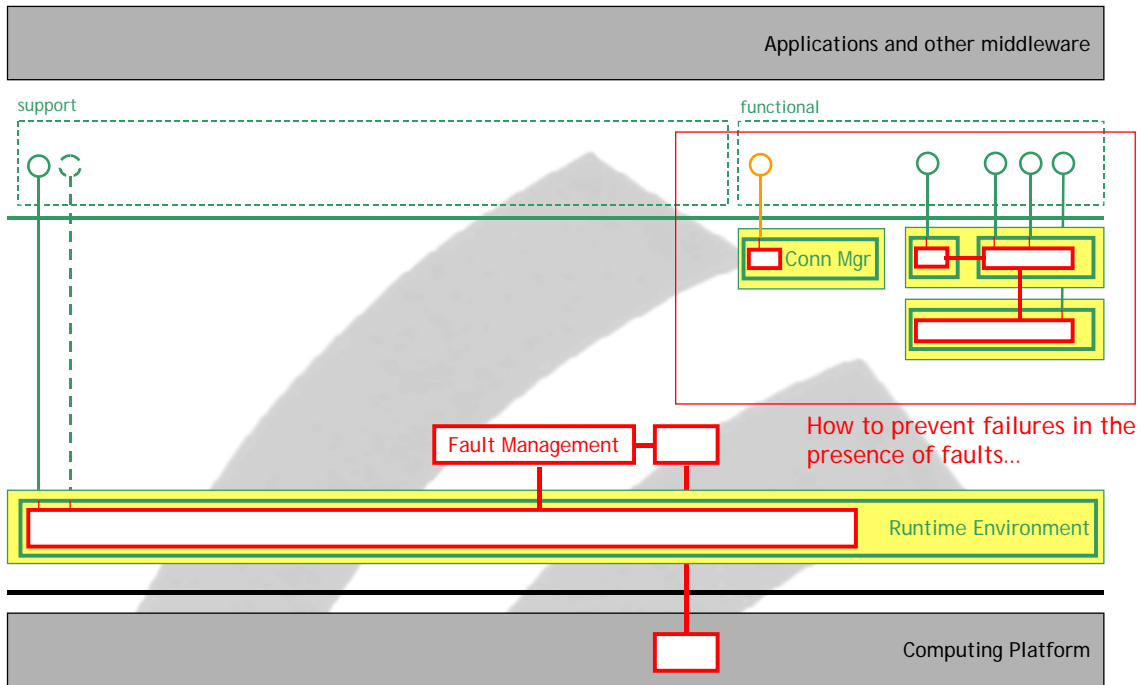 Applications and other middleware
support
functional
Conn Mgr
How to prevent failures in the
presence of faults...
Fault Management
Runtime Environment
Computing Platform